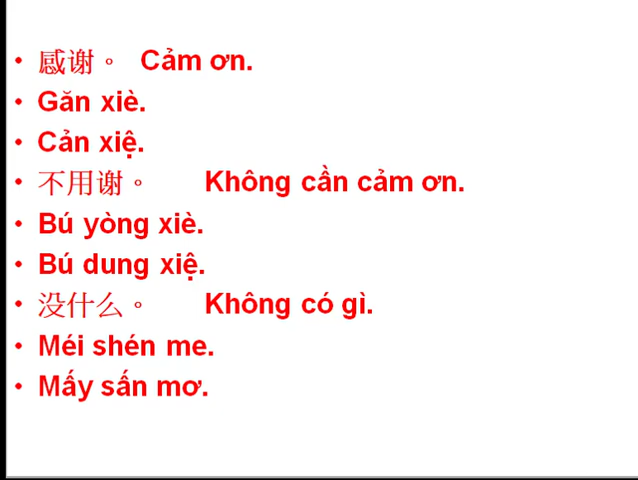 • 感谢。 Cảm ơn.
• Găn xiè.
• Cản xiệ.
• 不用谢。 Không cần cảm ơn.
• Bú yòng xiè.
• Bú dung xiệ.
• 没什么。 Không có gì.
• Méi shén me.
• Mấy sấn mơ.